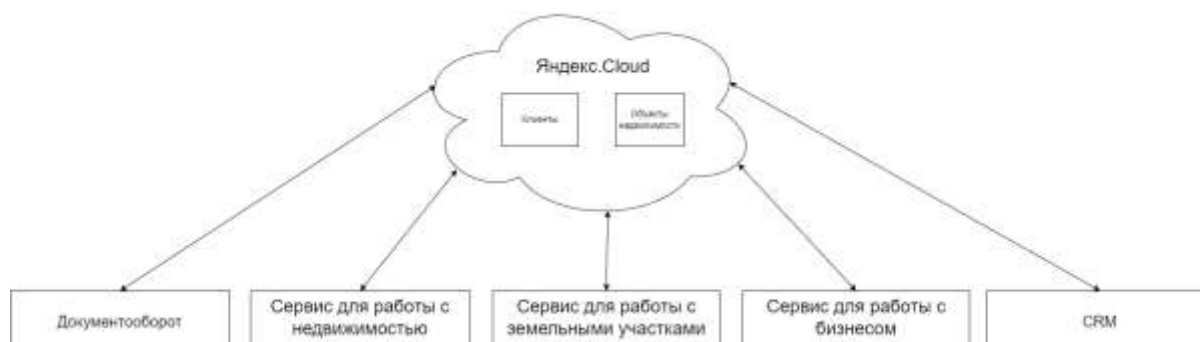 Яндекс.Cloud
Клиенты
Объекты
недвижимости
Документооборот
Сервис для работы с
недвижимостью
Сервис для работы с
земельными участками
Сервис для работы с
бизнесом
CRM